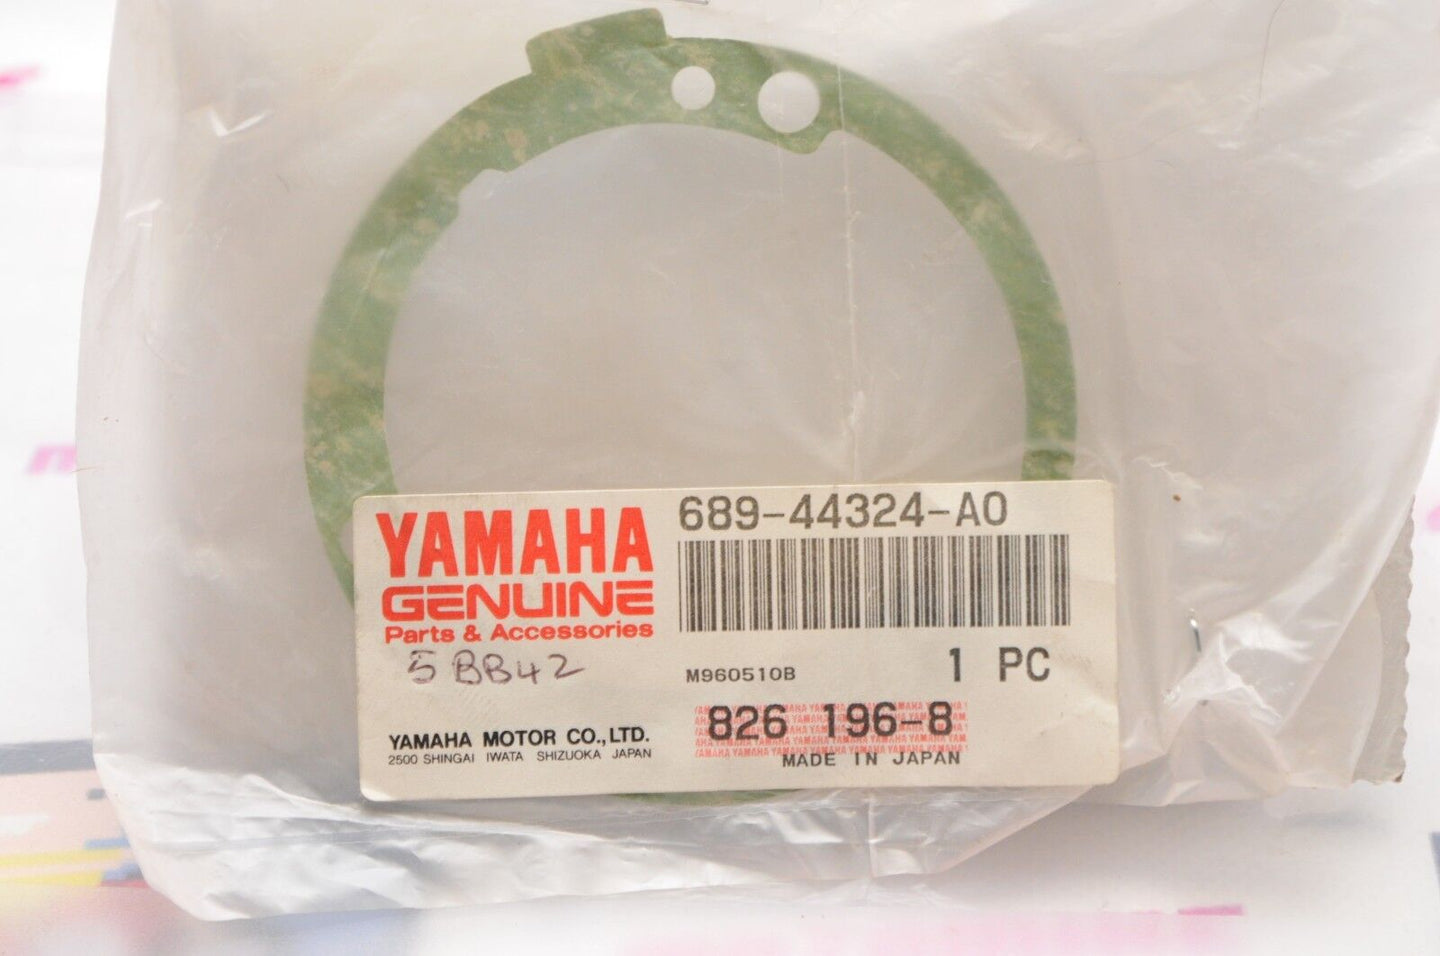 YAMAHA
GENUINE
Parts & Accessories
5BB42
YAMAHA MOTOR CO.,LTD.
2500 SHINGAI IWATA SHIZUOKA JAPAN
689-44324-A0
M960510B
1 PC
826 196-8
MADE IN JAPAN